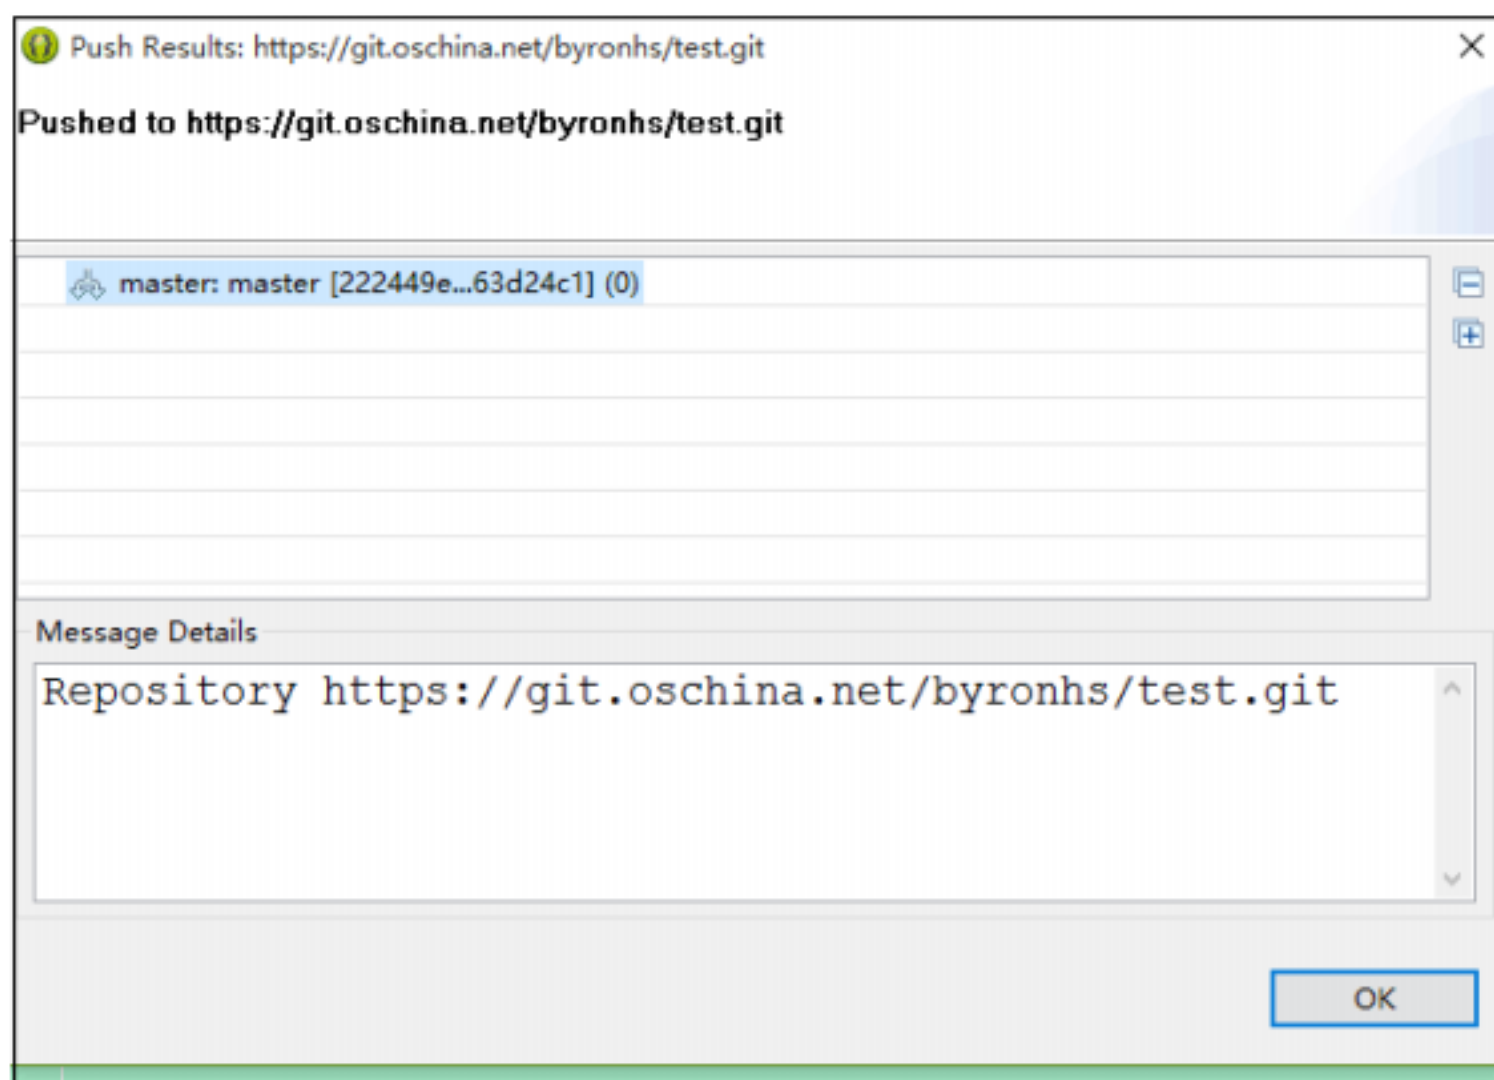 Push Results: https://git.oschina.net/byronhs/test.git
Pushed to https://git.oschina.net/byronhs/test.git
master: master [222449e...63d24c1] (0)
Message Details
Repository https://git.oschina.net/byronhs/test.git
OK